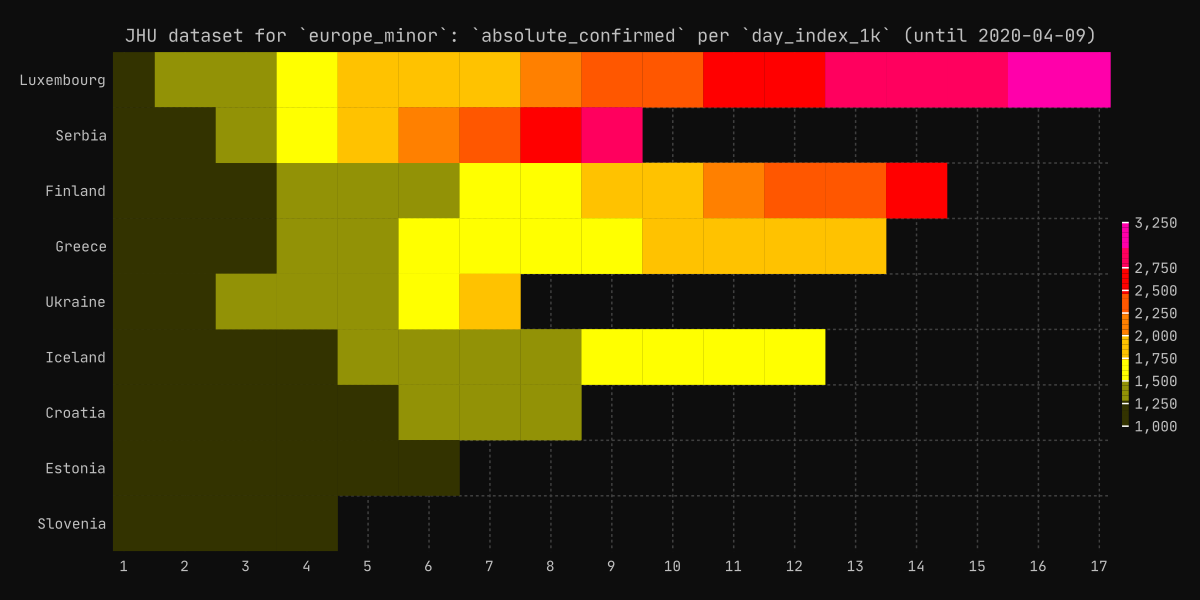 JHU dataset for `europe_minor`: `absolute_confirmed` per `day_index_1k` (until 2020-04-09)
Luxembourg
Serbia
Finland
Greece
Ukraine
Iceland
Croatia
Estonia
Slovenia
1 2 3 4 5 6 7 8 9 10 11 12 13 14 15 16 17
3,250
2,750
2,500
2,250
2,000
1,750
1,500
1,250
1,000